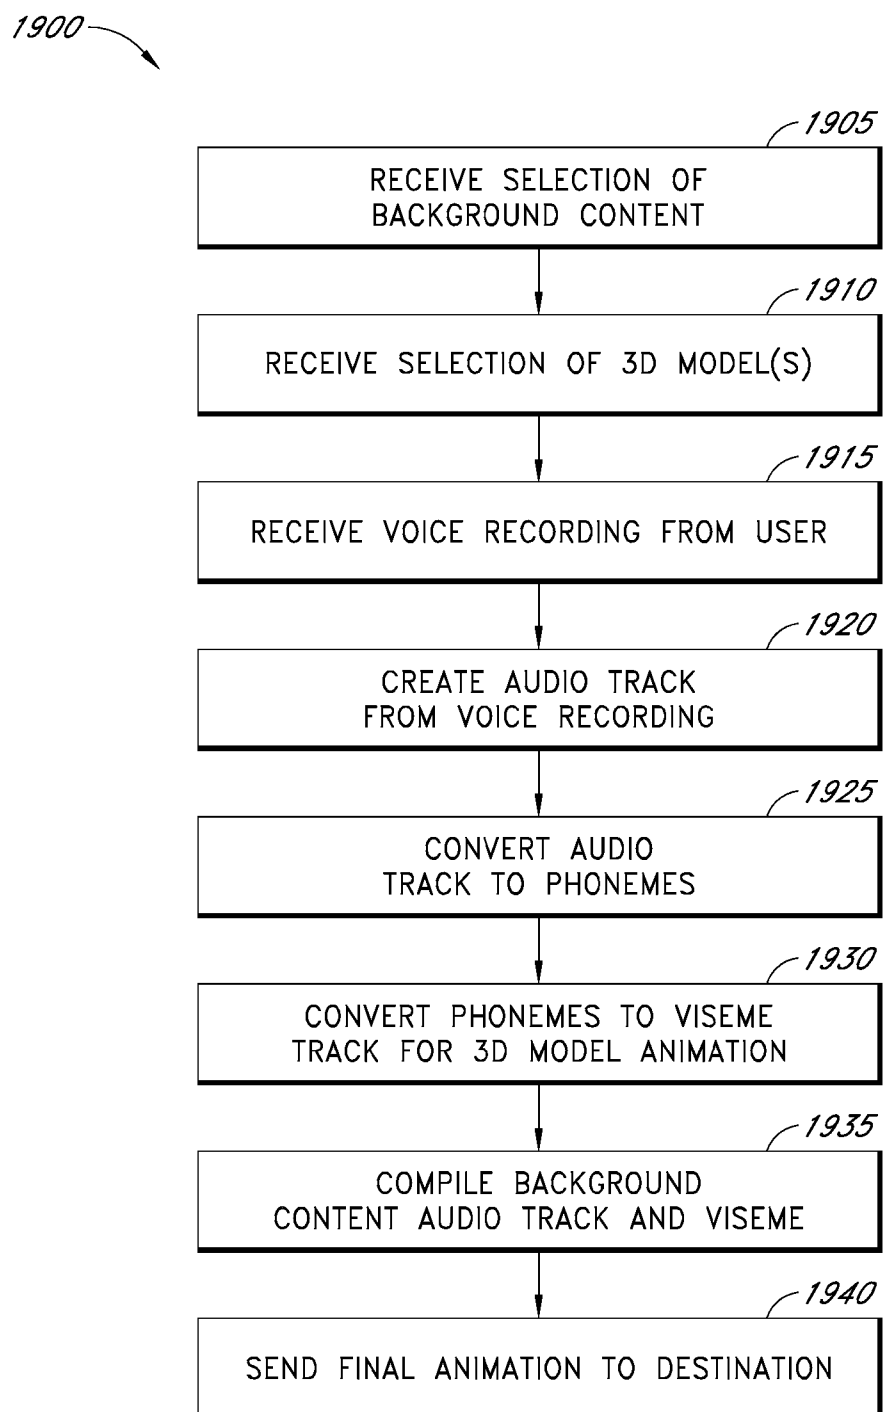 1900
1905
RECEIVE SELECTION OF
BACKGROUND CONTENT
1910
RECEIVE SELECTION OF 3D MODEL(S)
1915
RECEIVE VOICE RECORDING FROM USER
1920
CREATE AUDIO TRACK
FROM VOICE RECORDING
1925
CONVERT AUDIO
TRACK TO PHONEMES
1930
CONVERT PHONEMES TO VISEME
TRACK FOR 3D MODEL ANIMATION
1935
COMPILE BACKGROUND
CONTENT AUDIO TRACK AND VISEME
1940
SEND FINAL ANIMATION TO DESTINATION